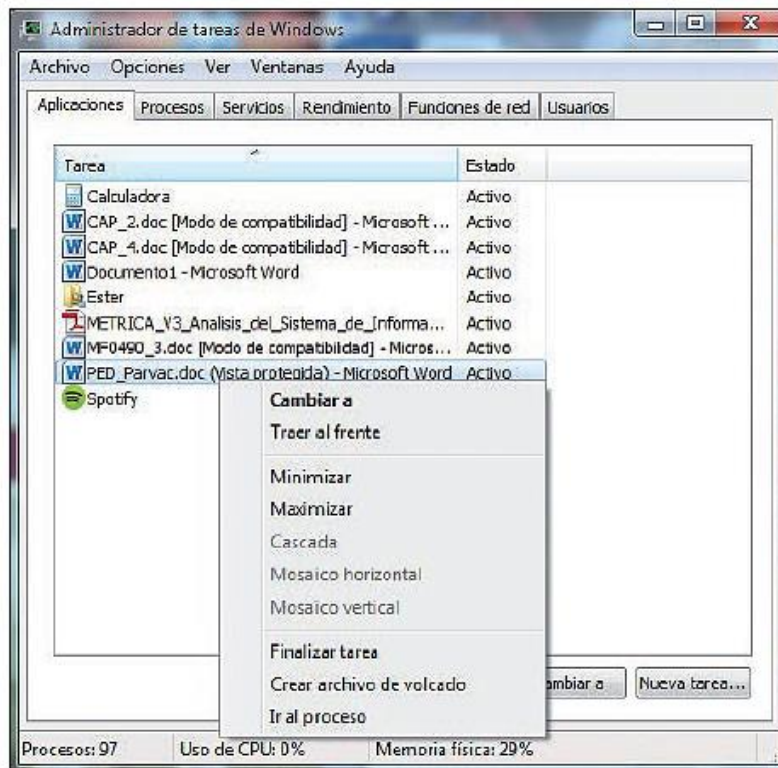 Administrador de tareas de Windows
Archivo Opciones Ver Ventanas Ayuda
Aplicaciones Procesos Servicios Rendimiento Funciones de red Usuarios
Tarea Estado
Calculadora Activo
CAP_2.doc [Modo de compatibilidad] - Microsoft ... Activo
CAP_4.doc [Modo de compatibilidad] - Microsoft ... Activo
Documento1 - Microsoft Word Activo
Ester Activo
METRICA_V3_Analisis_del_Sistema_de_Informa... Activo
MF0490_3.doc [Modo de compatibilidad] - Micros... Activo
PED_Parvac.doc (Vista protegida) - Microsoft Word Activo
Spotify
Cambiar a
Traer al frente
Minimizar
Maximizar
Cascada
Mosaico horizontal
Mosaico vertical
Finalizar tarea
Crear archivo de volcado
Ir al proceso
ambiar a Nueva tarea...
Procesos: 97 Uso de CPU: 0% Memoria física: 29%